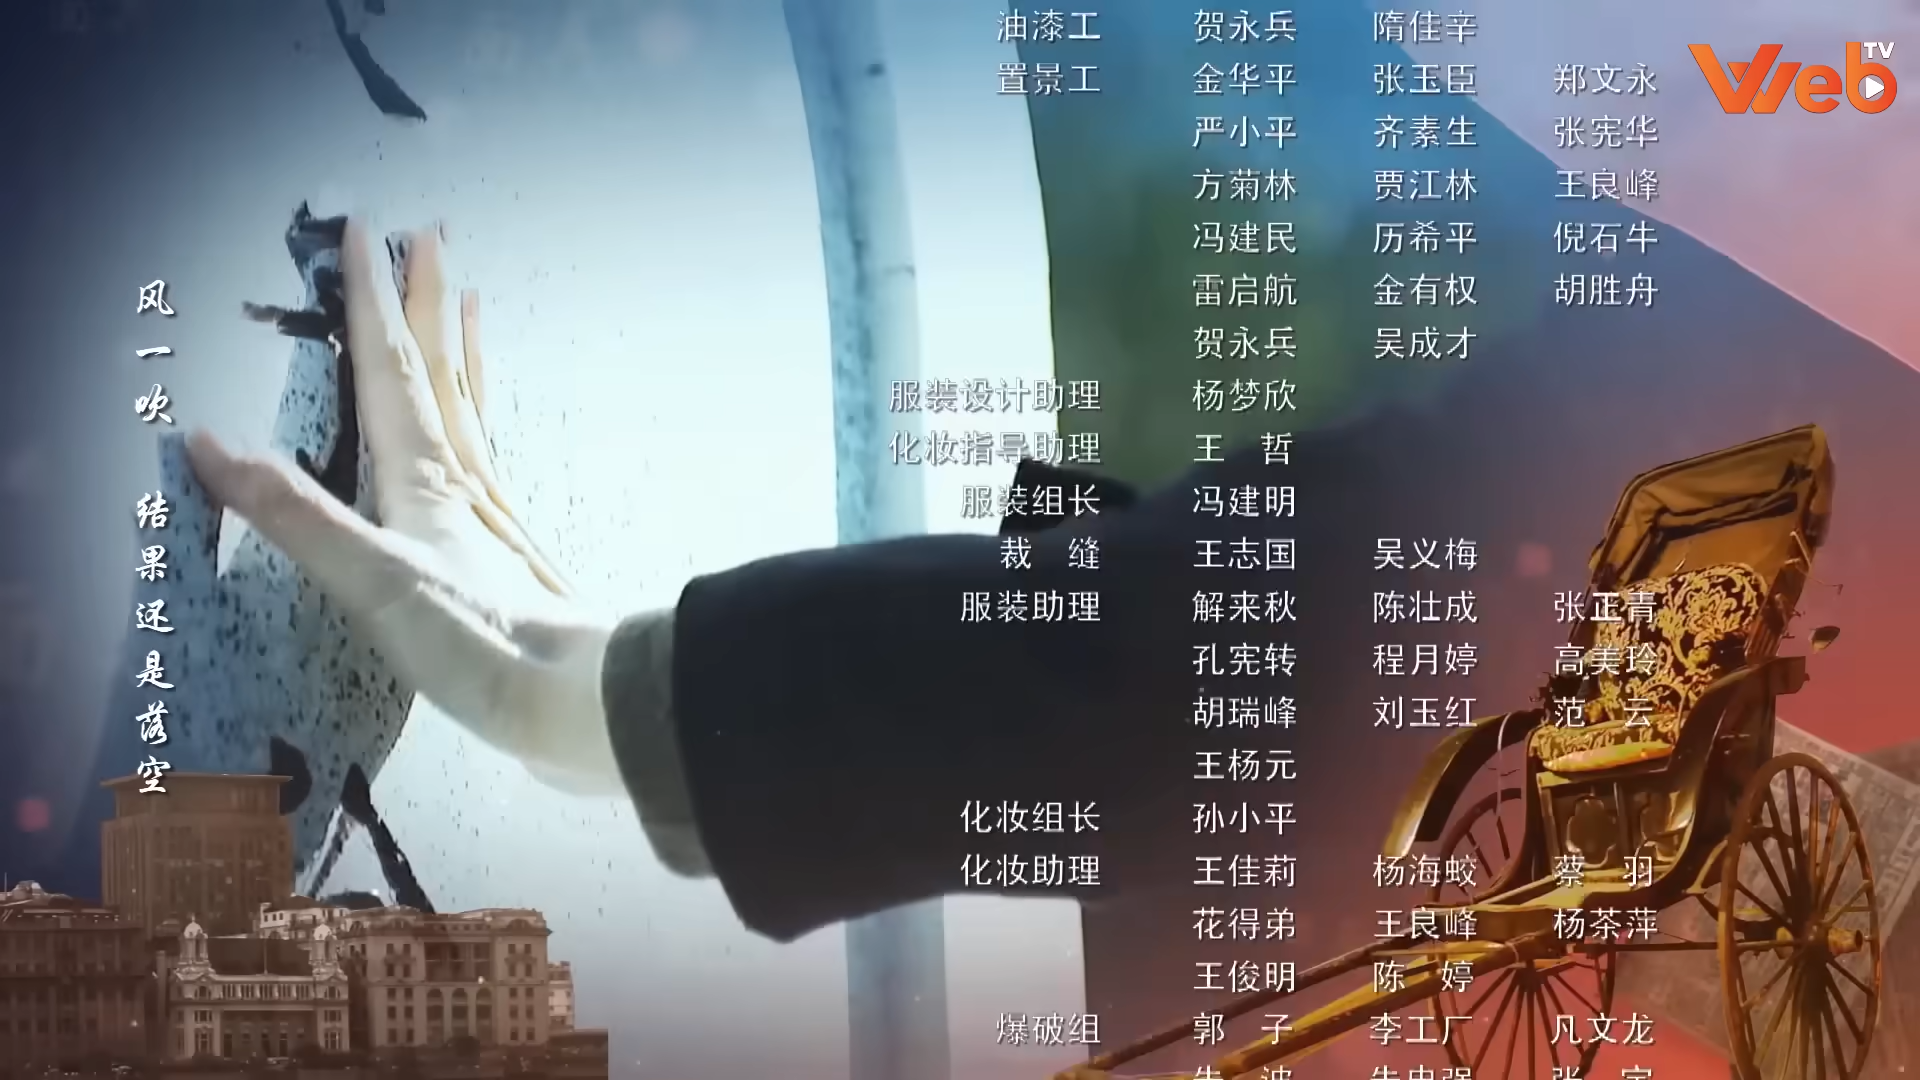 油漆工 贺永兵 隋佳辛
置景工 金华平 张玉臣 郑文永
严小平 齐素生 张宪华
方菊林 贾江林 王良峰
冯建民 历希平 倪石牛
雷启航 金有权 胡胜舟
贺永兵 吴成才
服装设计助理 杨梦欣
化妆指导助理 王 哲
服装组长 冯建明
裁 缝 王志国 吴义梅
服装助理 解来秋 陈壮成 张正青
孔宪转 程月婷 高美玲
胡瑞峰 刘玉红 范 云
王杨元
化妆组长 孙小平
化妆助理 王佳莉 杨海蛟 蔡 羽
花得弟 王良峰 杨茶萍
王俊明 陈 婷
爆破组 郭 子 李工厂 凡文龙
风一吹 结果还是落空
Web TV